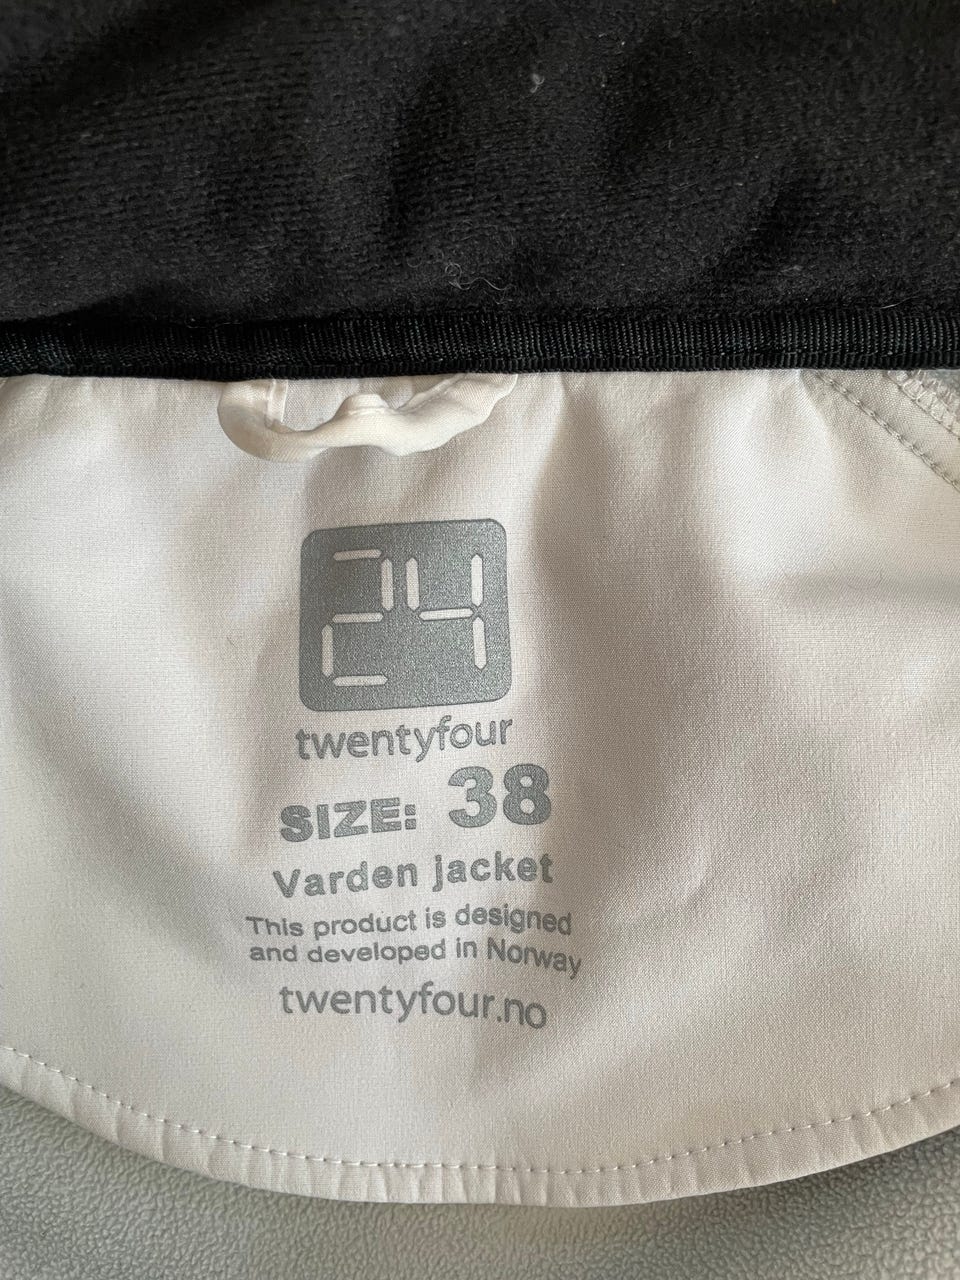 24
twentyfour
SIZE: 38
Varden jacket
This product is designed
and developed in Norway
twentyfour.no